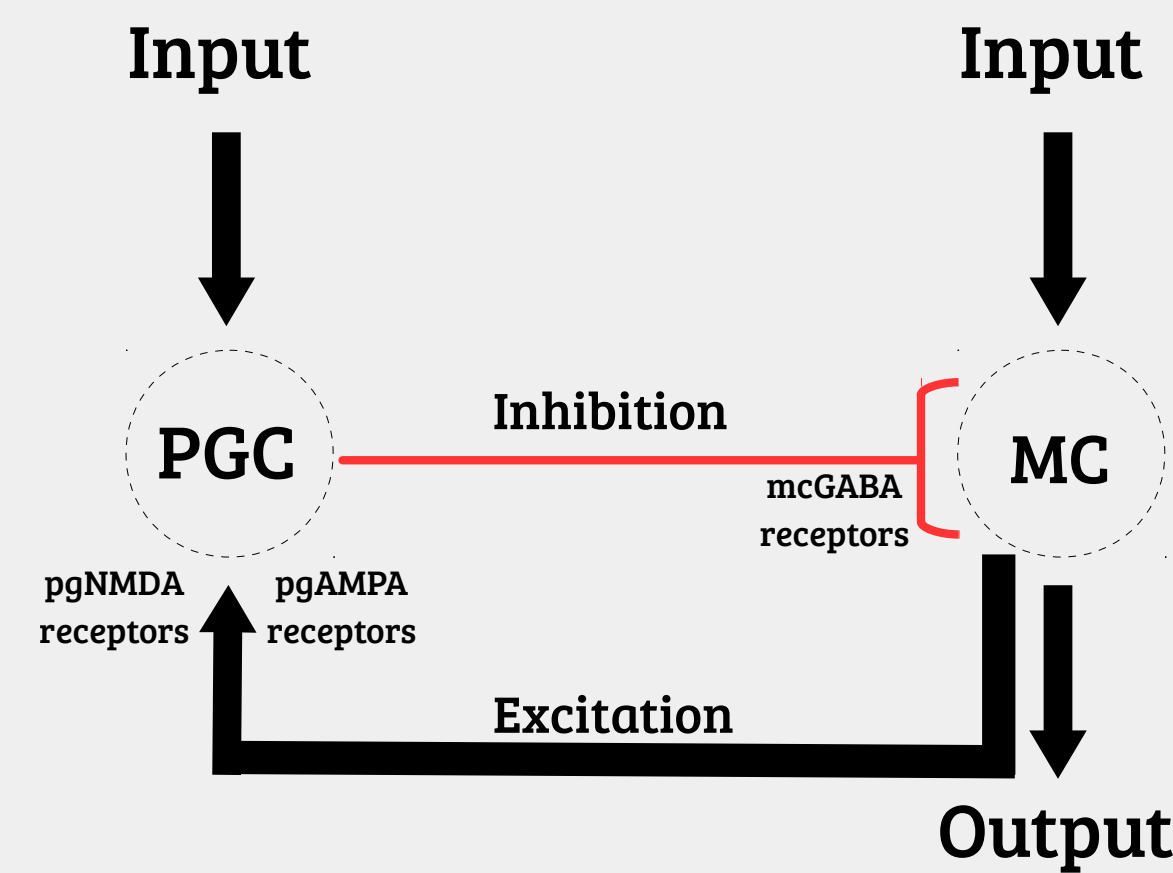 Input
Input
PGC
Inhibition
MC
mcGABA
receptors
pgNMDA
receptors
pgAMPA
receptors
Excitation
Output